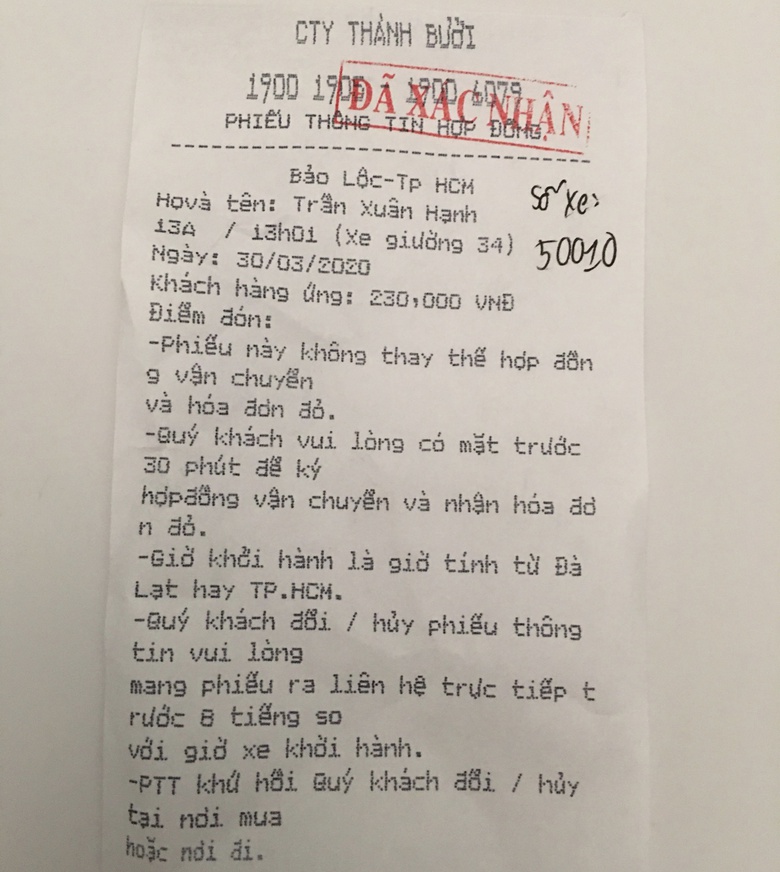 CTY THÀNH BƯỞI
1900 1900 - 1900 6079
ĐÃ XÁC NHẬN
PHIẾU THÔNG TIN HỢP ĐỒNG.
Bảo Lộc-Tp HCM
Số xe:
Họvà tên: Trần Xuân Hạnh
13A / 13h01 (Xe giường 34)
50010
Ngày: 30/03/2020
Khách hàng ứng: 230,000 VNĐ
Điểm đón:
-Phiếu này không thay thế hợp đồn
g vận chuyển
và hóa đơn đỏ.
-Quý khách vui lòng có mặt trước
30 phút để ký
hợpđồng vận chuyển và nhận hóa đơ
n đỏ.
-Giờ khởi hành là giờ tính từ Đà
Lạt hay TP.HCM.
-Quý khách đổi / hủy phiếu thông
tin vui lòng
mang phiếu ra liên hệ trực tiếp t
rước 8 tiếng so
với giờ xe khởi hành.
-PTT khứ hồi Quý khách đổi / hủy
tại nơi mua
hoặc nơi đi.